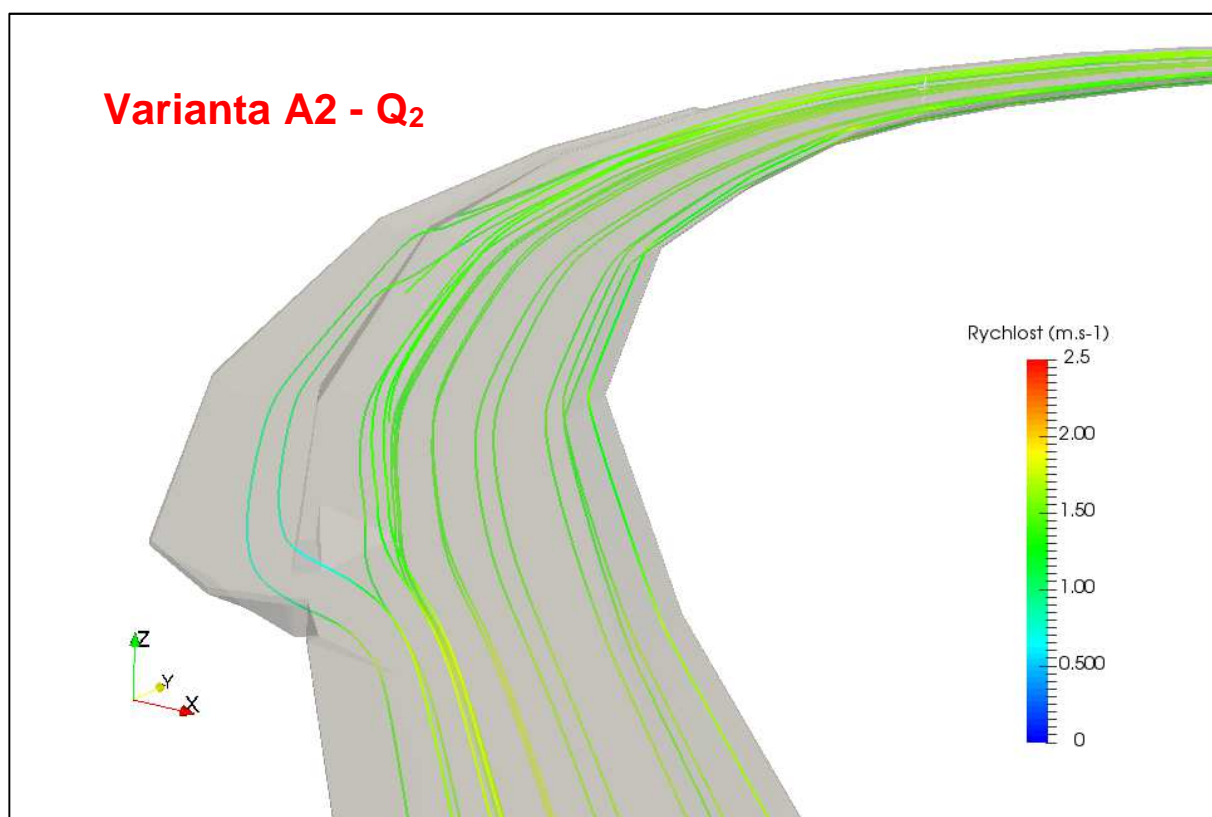 Varianta A2 - Q₂
Rychlost (m.s-1)
2.5
2.00
1.50
1.00
0.500
0
Z
Y
X